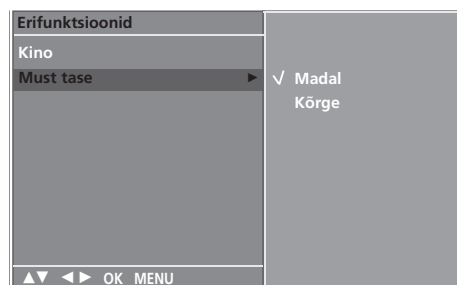 Erifunktsioonid
Kino
Must tase ►
√ Madal
Kõrge
▲▼ ◄► OK MENU